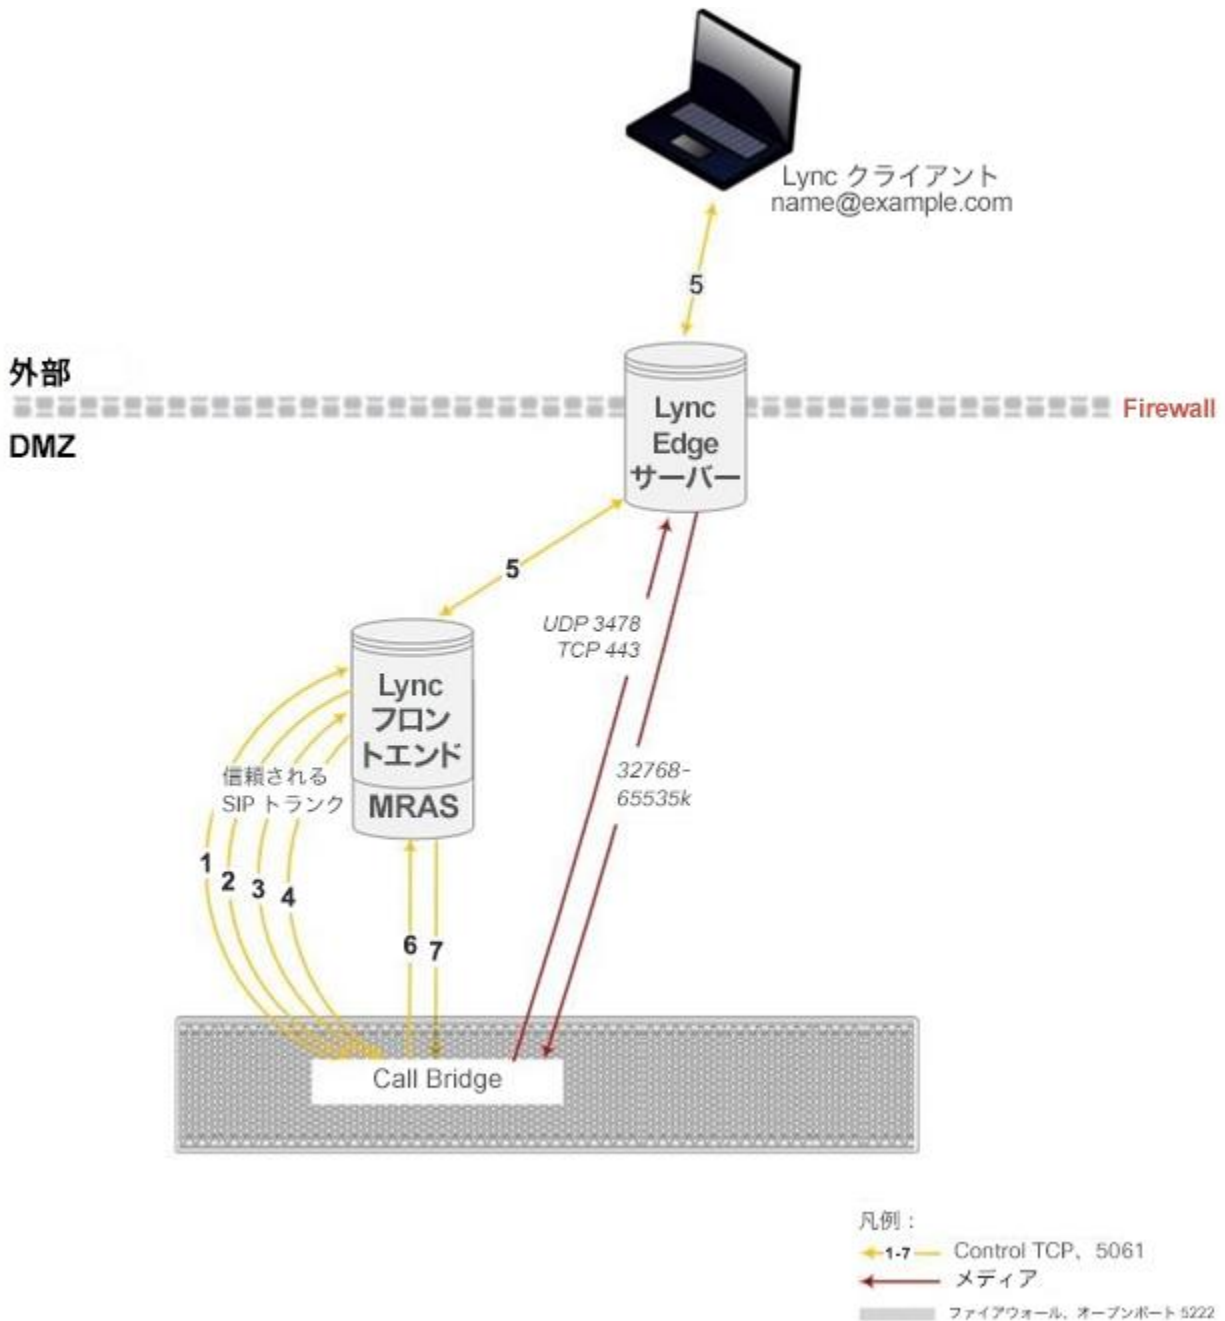 Lync クライアント
name@example.com
5
外部
Firewall
DMZ
Lync
Edge
サーバー
5
UDP 3478
TCP 443
Lync
フロン
トエンド
MRAS
信頼される
SIP トランク
32768-
65535k
1
2
3
4
6
7
Call Bridge
凡例：
1-7 Control TCP、5061
メディア
ファイアウォール、オープンポート 5222